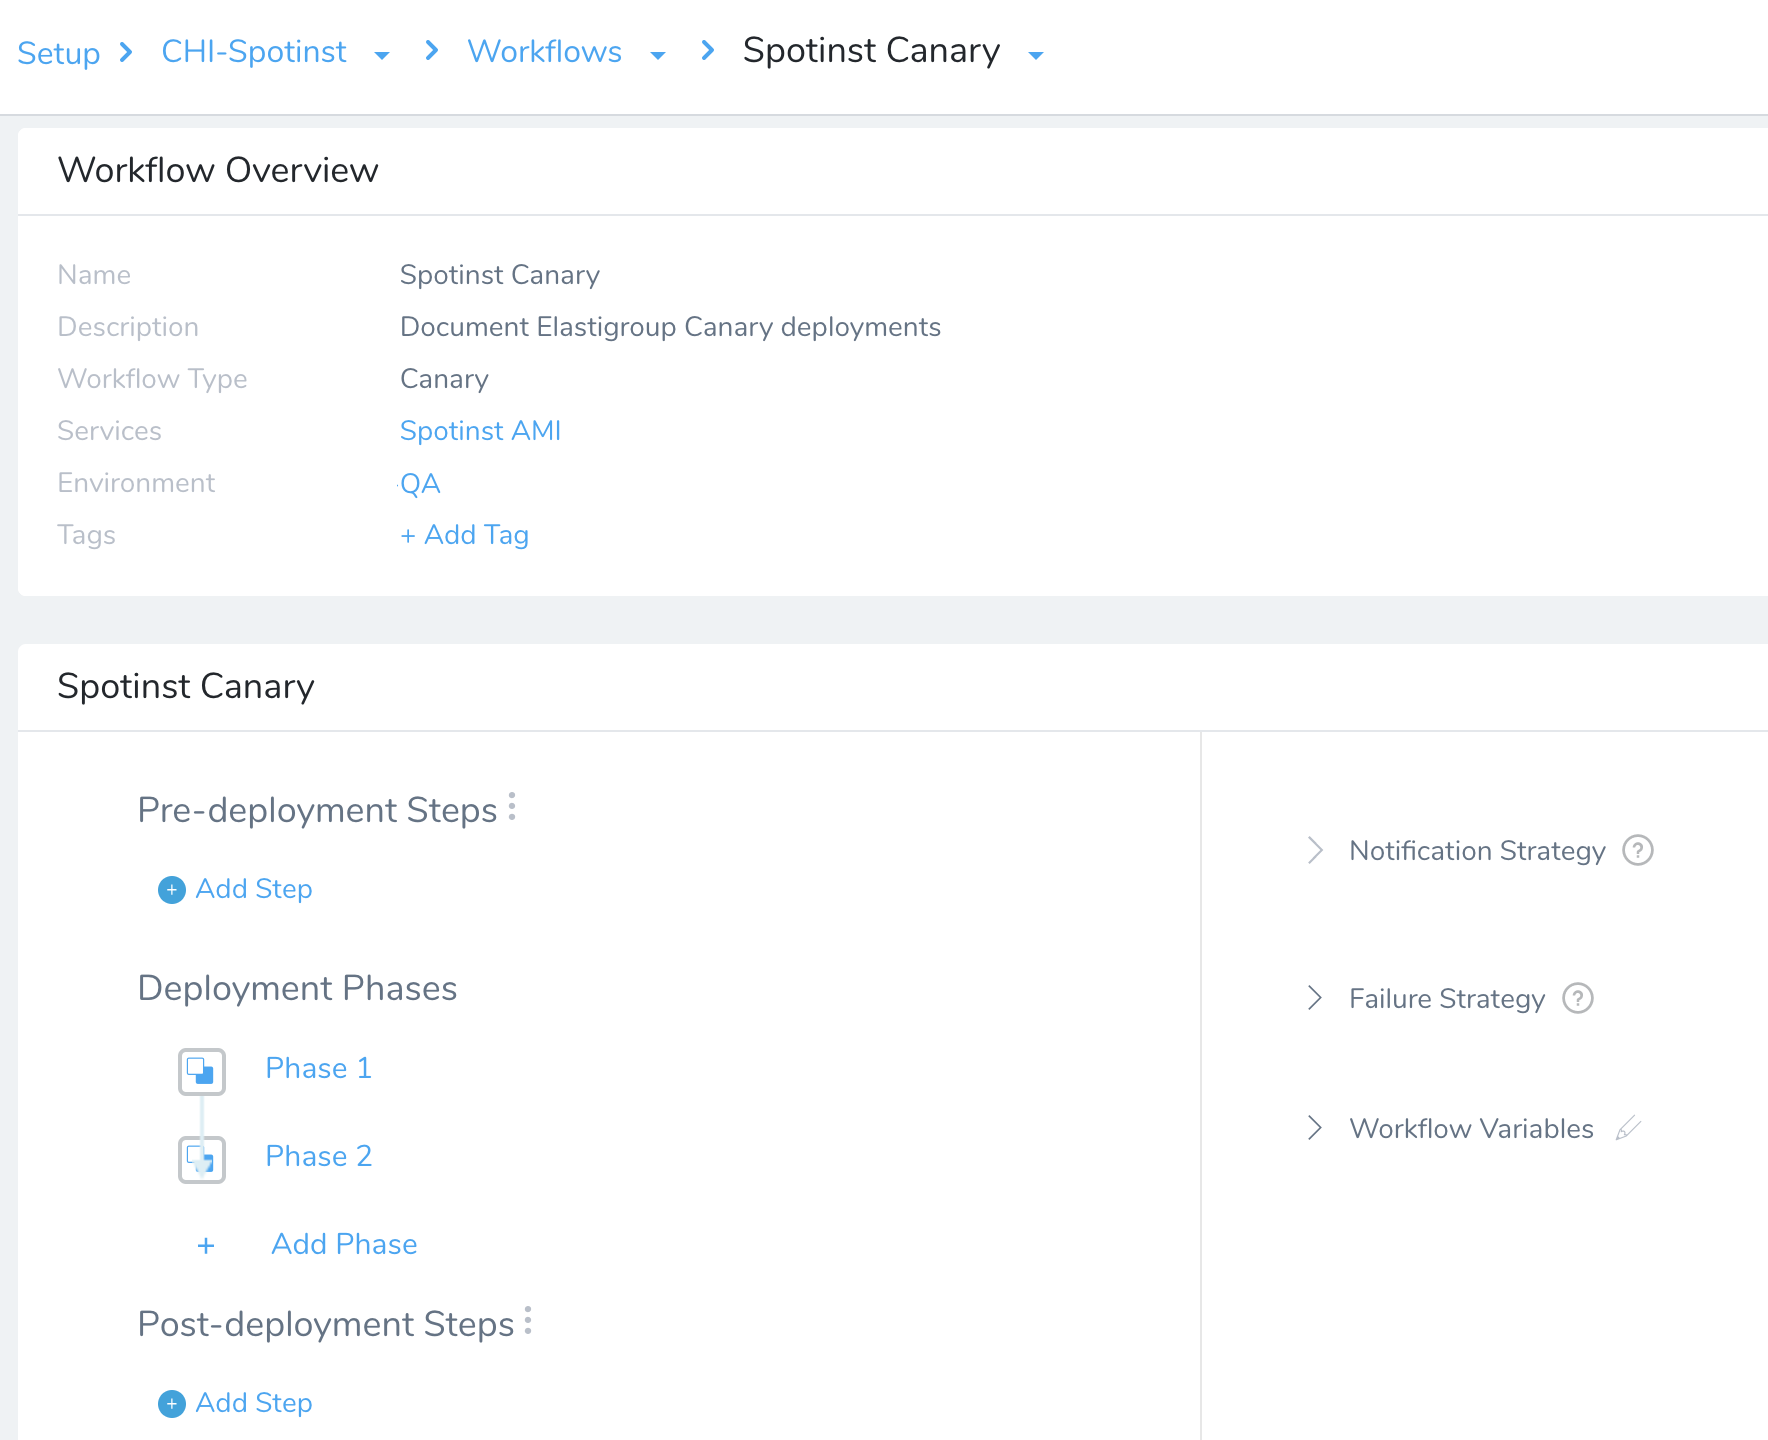 Setup CHI-Spotinst Workflows Spotinst Canary
Workflow Overview
Name Spotinst Canary
Description Document Elastigroup Canary deployments
Workflow Type Canary
Services Spotinst AMI
Environment QA
Tags + Add Tag
Spotinst Canary
Pre-deployment Steps
+ Add Step
Deployment Phases
Phase 1
Phase 2
+ Add Phase
Post-deployment Steps
+ Add Step
Notification Strategy ?
Failure Strategy ?
Workflow Variables